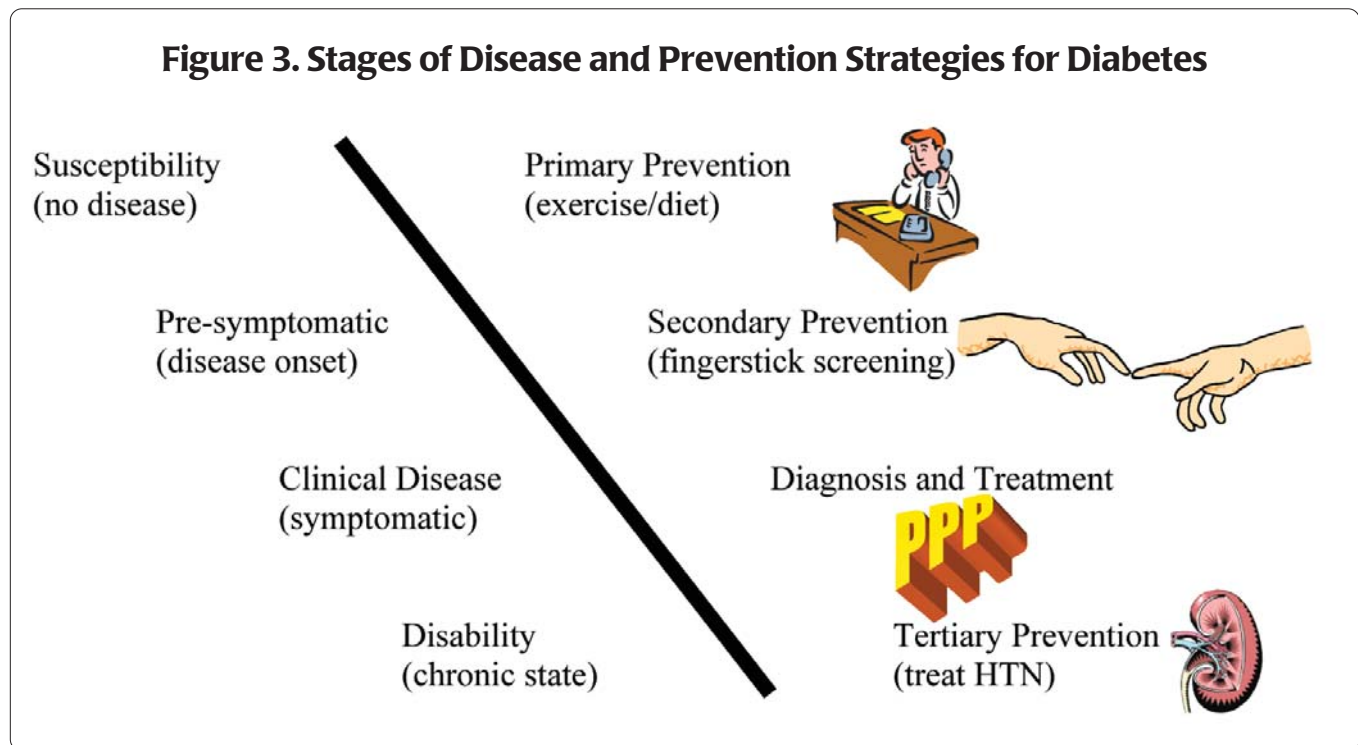 Figure 3. Stages of Disease and Prevention Strategies for Diabetes
Susceptibility
(no disease)
Primary Prevention
(exercise/diet)
Pre-symptomatic
(disease onset)
Secondary Prevention
(fingerstick screening)
Clinical Disease
(symptomatic)
Diagnosis and Treatment
PPP
Disability
(chronic state)
Tertiary Prevention
(treat HTN)